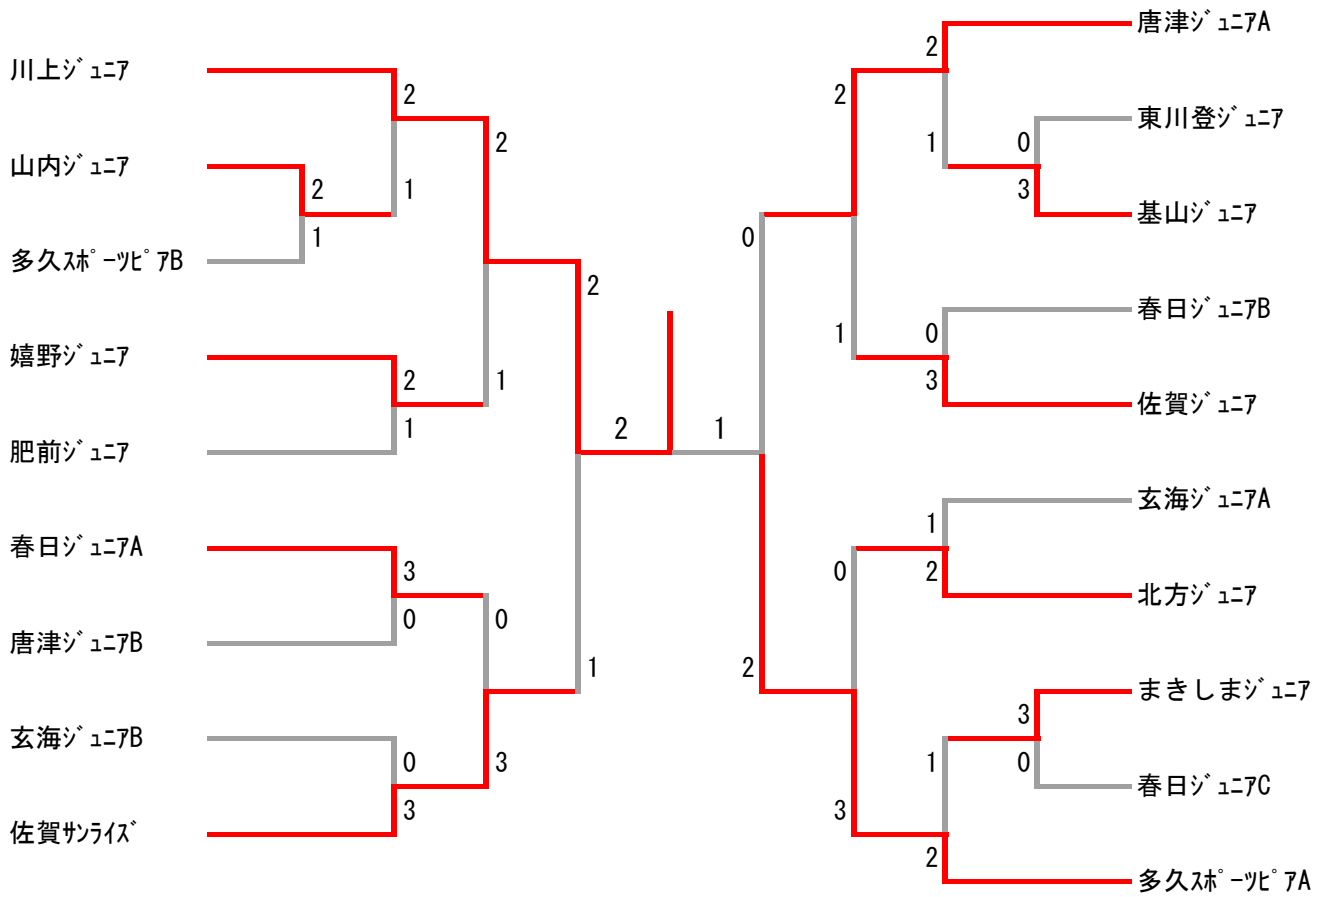 川上ｼﾞｭﾆｱ
山内ｼﾞｭﾆｱ
多久ｽﾎﾟｰﾂﾋﾟｱB
嬉野ｼﾞｭﾆｱ
肥前ｼﾞｭﾆｱ
春日ｼﾞｭﾆｱA
唐津ｼﾞｭﾆｱB
玄海ｼﾞｭﾆｱB
佐賀ｻﾝﾗｲｽﾞ
2
1
2
1
2
1
3
0
0
3
2
1
0
3
2
1
2
1
0
2
2
1
0
3
2
1
0
3
1
2
1
2
0
3
3
0
唐津ｼﾞｭﾆｱA
東川登ｼﾞｭﾆｱ
基山ｼﾞｭﾆｱ
春日ｼﾞｭﾆｱB
佐賀ｼﾞｭﾆｱ
玄海ｼﾞｭﾆｱA
北方ｼﾞｭﾆｱ
まきしまｼﾞｭﾆｱ
春日ｼﾞｭﾆｱC
多久ｽﾎﾟｰﾂﾋﾟｱA